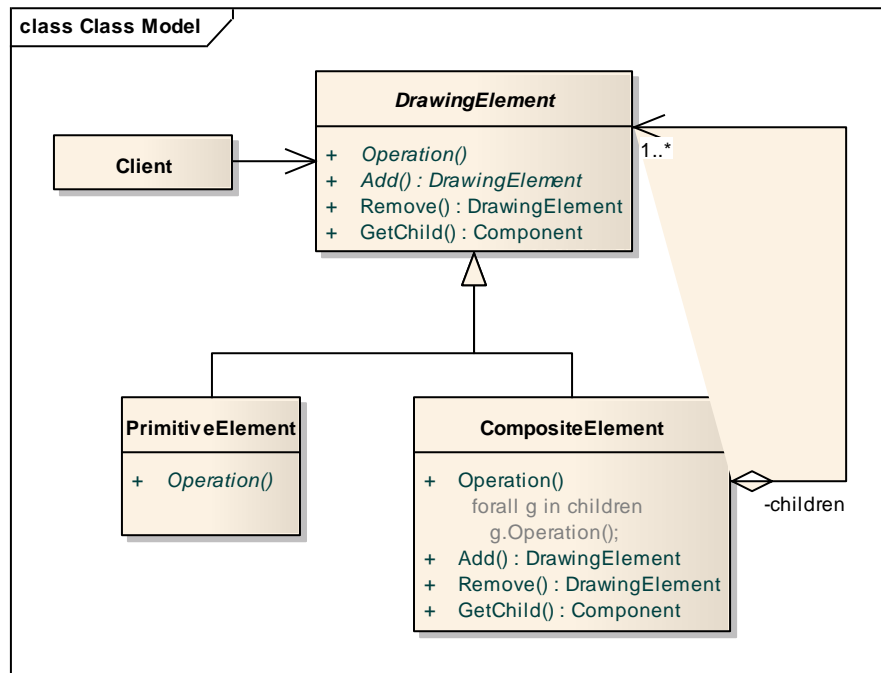 class Class Model
DrawingElement
+ Operation()
+ Add() : DrawingElement
+ Remove() : DrawingElement
+ GetChild() : Component
1..*
Client
PrimitiveElement
+ Operation()
CompositeElement
+ Operation()
forall g in children
g.Operation();
+ Add() : DrawingElement
+ Remove() : DrawingElement
+ GetChild() : Component
-children